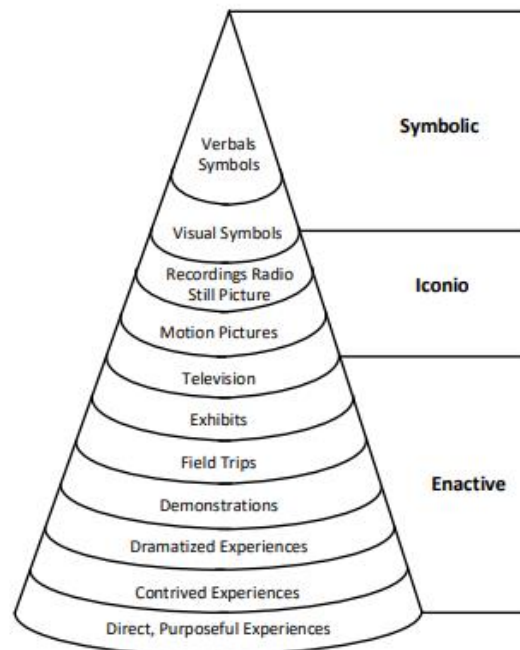 Verbals
Symbols
Symbolic
Visual Symbols
Recordings Radio
Still Picture
Iconio
Motion Pictures
Television
Exhibits
Field Trips
Enactive
Demonstrations
Dramatized Experiences
Contrived Experiences
Direct, Purposeful Experiences